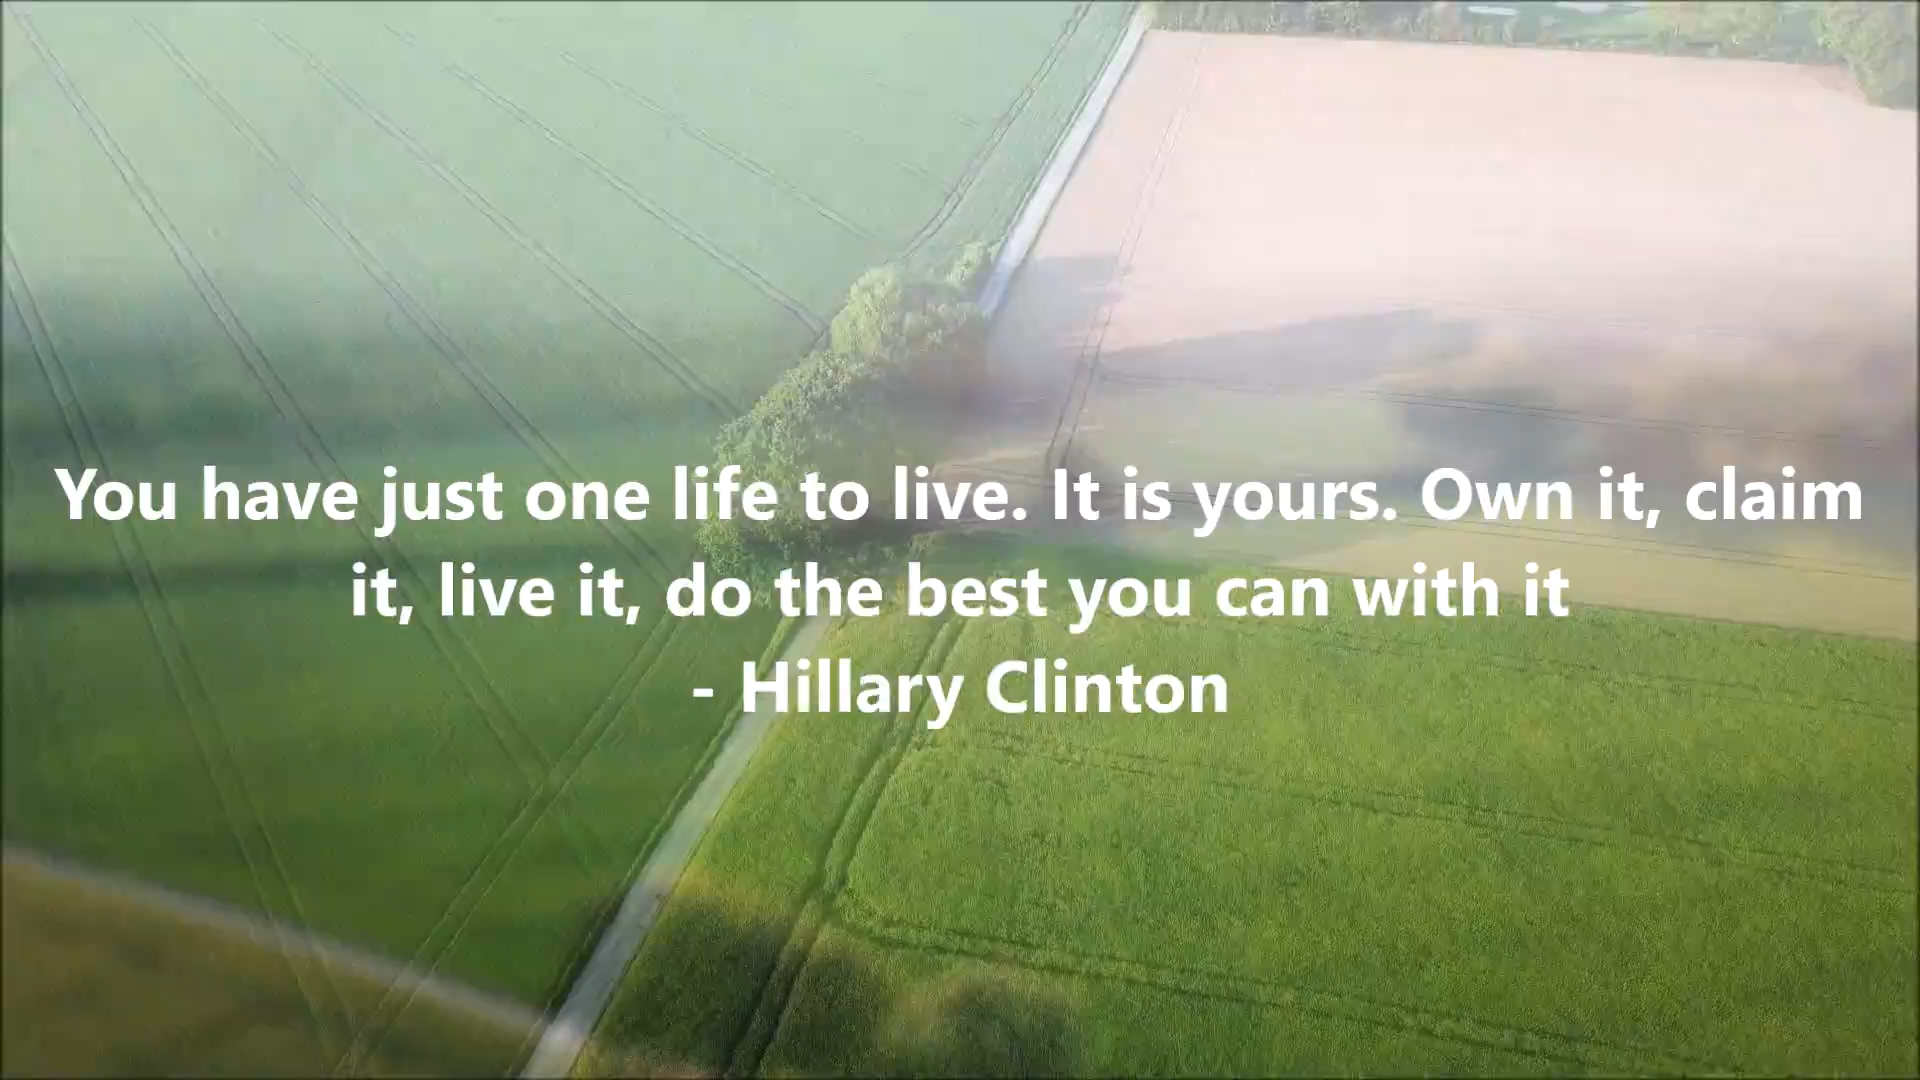 You have just one life to live. It is yours. Own it, claim
it, live it, do the best you can with it
- Hillary Clinton